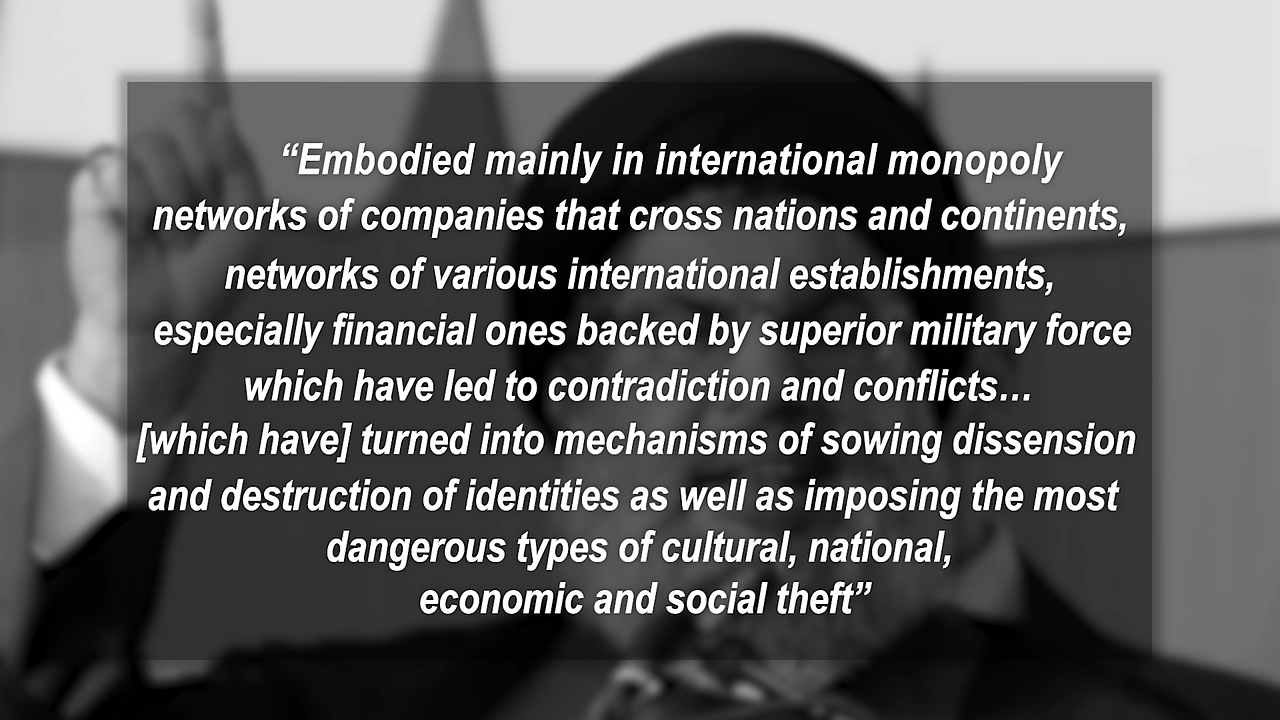 “Embodied mainly in international monopoly
networks of companies that cross nations and continents,
networks of various international establishments,
especially financial ones backed by superior military force
which have led to contradiction and conflicts…
[which have] turned into mechanisms of sowing dissension
and destruction of identities as well as imposing the most
dangerous types of cultural, national,
economic and social theft”